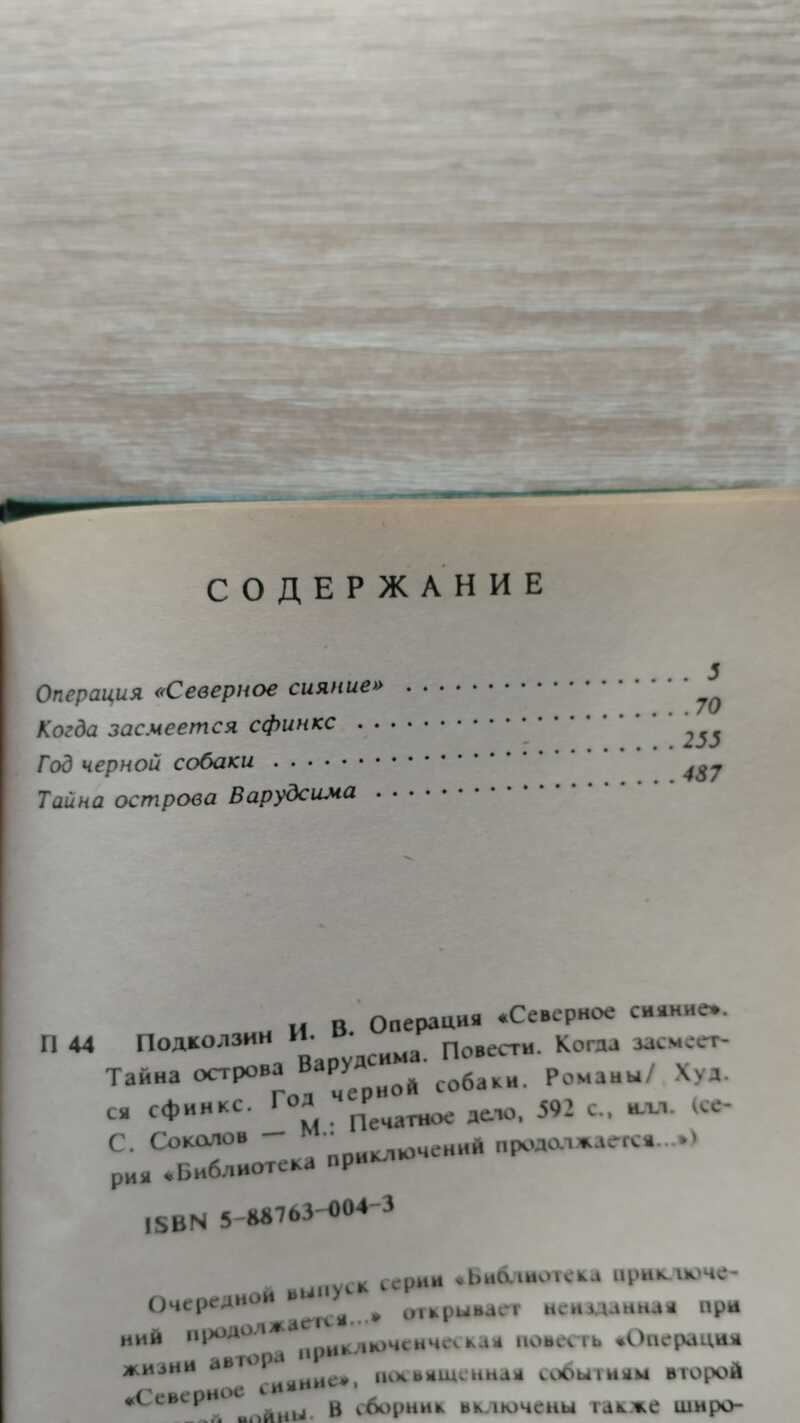 СОДЕРЖАНИЕ
Операция «Северное сияние» . . . . . . . . . . . . . . . . 5
Когда засмеется сфинкс . . . . . . . . . . . . . . . . . . 70
Год черной собаки . . . . . . . . . . . . . . . . . . . . 255
Тайна острова Варудсима . . . . . . . . . . . . . . . . 487
П 44 Подколзин И. В. Операция «Северное сияние».
Тайна острова Варудсима. Повести. Когда засмеет-
ся сфинкс. Год черной собаки. Романы/ Худ.
С. Соколов — М.: Печатное дело, 592 с., илл. (се-
рия «Библиотека приключений продолжается...»)
ISBN 5-88763-004-3
Очередной выпуск серии «Библиотека приключе-
ний продолжается...» открывает неизданная при
жизни автора приключенческая повесть «Операция
«Северное сияние», посвященная событиям второй
войны. В сборник включены также широ-